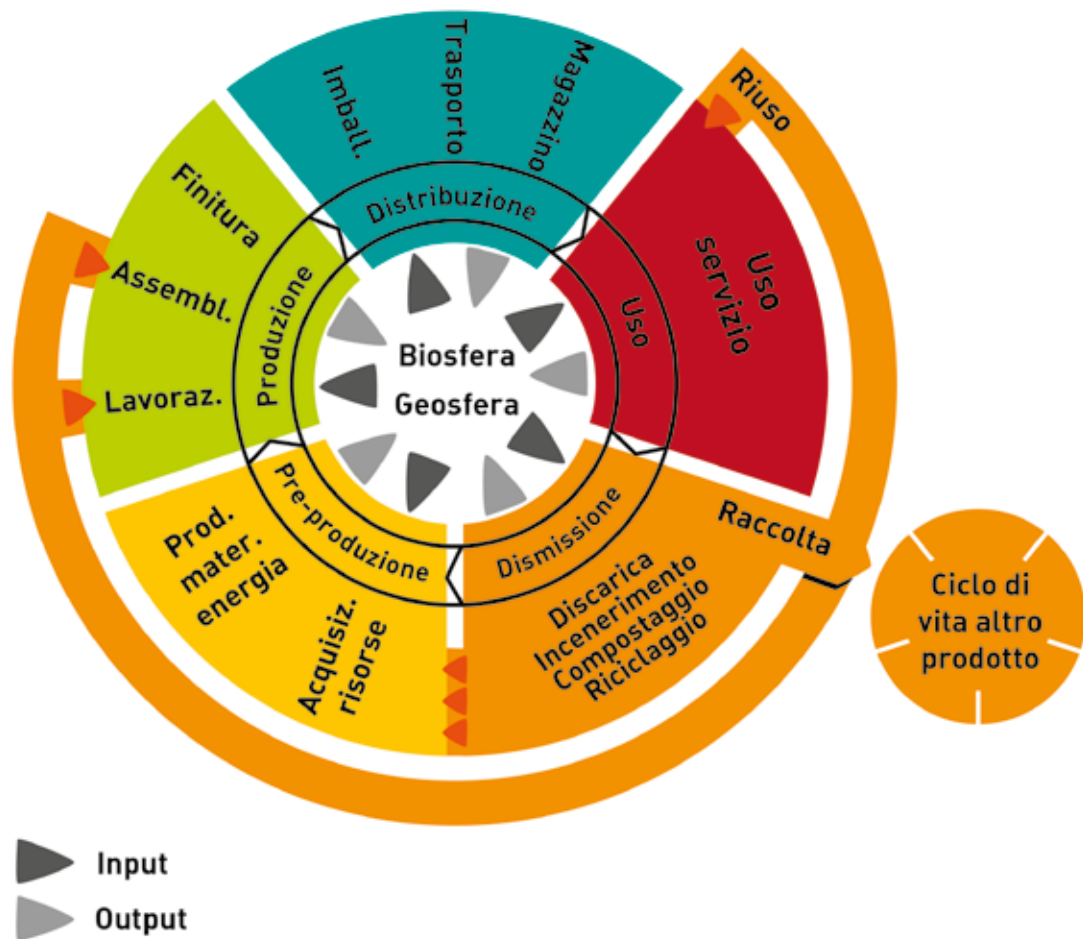 Imball.
Trasporto
Magazzino
Distribuzione
Riuso
Uso
servizio
Uso
Finitura
Assembl.
Lavoraz.
Produzione
Biosfera
Geosfera
Prod.
mater.
energia
Acquisiz.
risorse
Pre-produzione
Dismissione
Raccolta
Discarica
Incenerimento
Compostaggio
Riciclaggio
Ciclo di
vita altro
prodotto
Input
Output